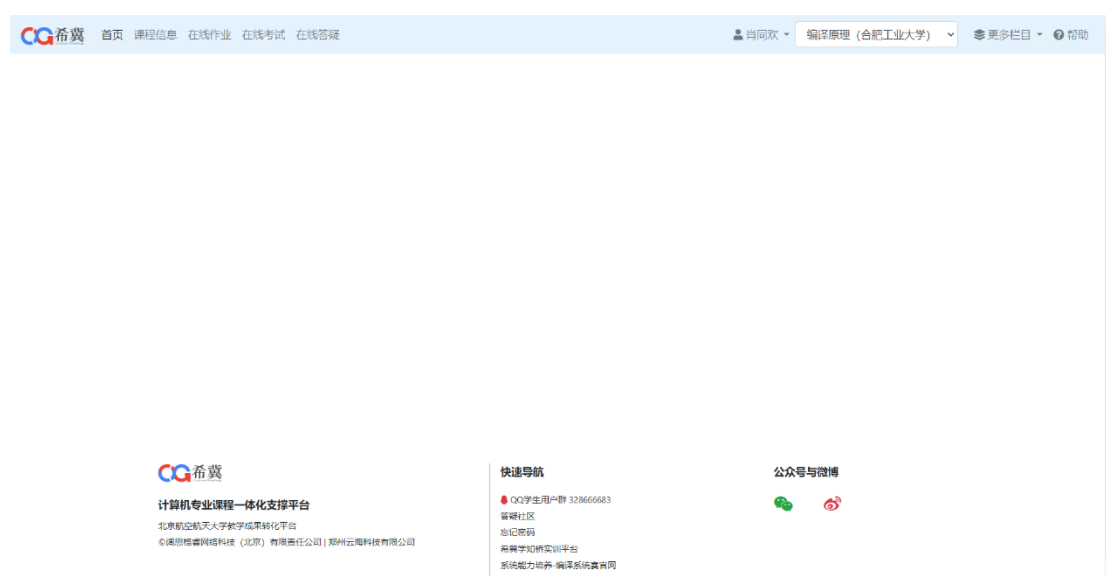 CG希冀 首页 课程信息 在线作业 在线考试 在线答疑 肖同欢 编译原理（合肥工业大学） 更多栏目 帮助
CG希冀
计算机专业课程一体化支撑平台
北京航空航天大学教学成果转化平台
©谲思格睿网络科技（北京）有限责任公司 | 郑州云海科技有限公司
快速导航
QQ学生用户群 328666683
答疑社区
忘记密码
希冀学知桥实训平台
系统能力培养-编译系统赛官网
公众号与微博